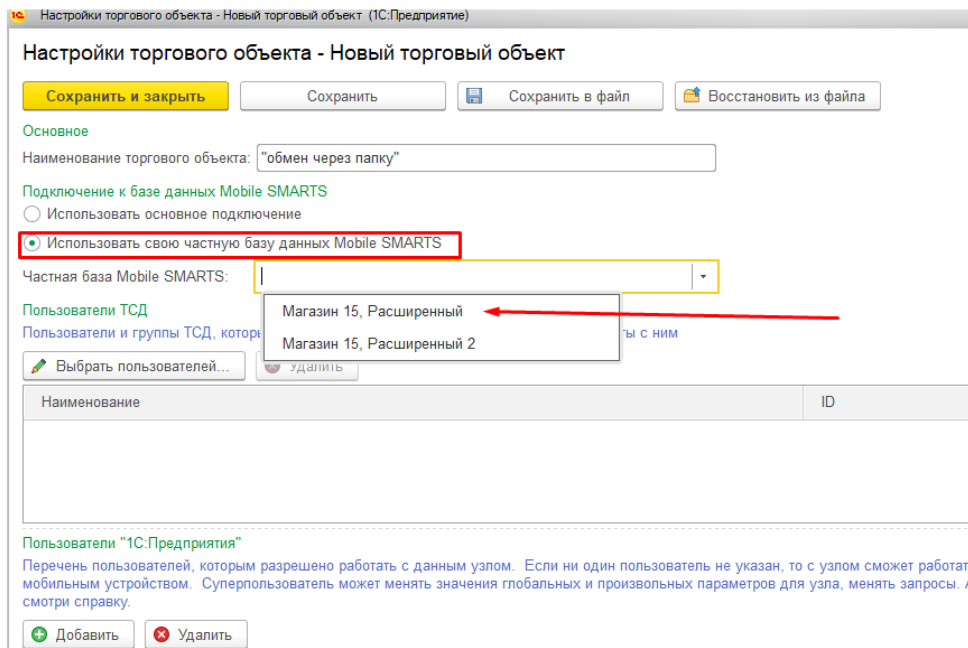 Настройки торгового объекта - Новый торговый объект (1С:Предприятие)
Настройки торгового объекта - Новый торговый объект
Сохранить и закрыть Сохранить Сохранить в файл Восстановить из файла
Основное
Наименование торгового объекта: "обмен через папку"
Подключение к базе данных Mobile SMARTS
Использовать основное подключение
Использовать свою частную базу данных Mobile SMARTS
Частная база Mobile SMARTS:
Магазин 15, Расширенный
Пользователи ТСД
Пользователи и группы ТСД, ты с ним
Магазин 15, Расширенный 2
Выбрать пользователей... Удалить
Наименование ID
Пользователи "1С:Предприятия"
Перечень пользователей, которым разрешено работать с данным узлом. Если ни один пользователь не указан, то с узлом сможет работат
мобильным устройством. Суперпользователь может менять значения глобальных и произвольных параметров для узла, менять запросы.
смотри справку.
Добавить Удалить